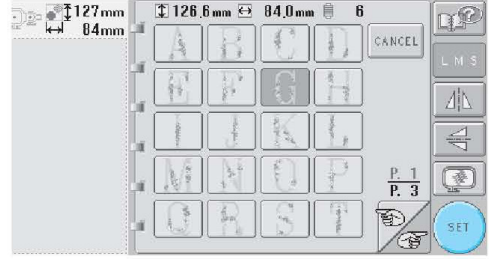 127mm
84mm
126.6mm 84.0mm 6
CANCEL
L M S
A B C D
E F G H
I J K L
M N O P
Q R S T
P. 1
P. 3
SET